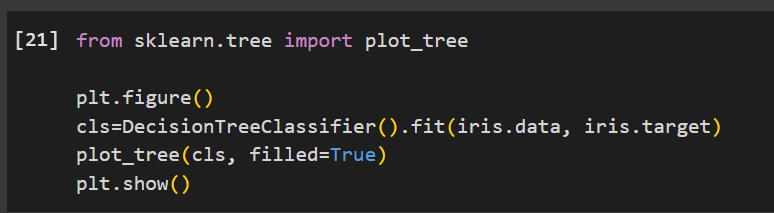 [21] from sklearn.tree import plot_tree
plt.figure()
cls=DecisionTreeClassifier().fit(iris.data, iris.target)
plot_tree(cls, filled=True)
plt.show()